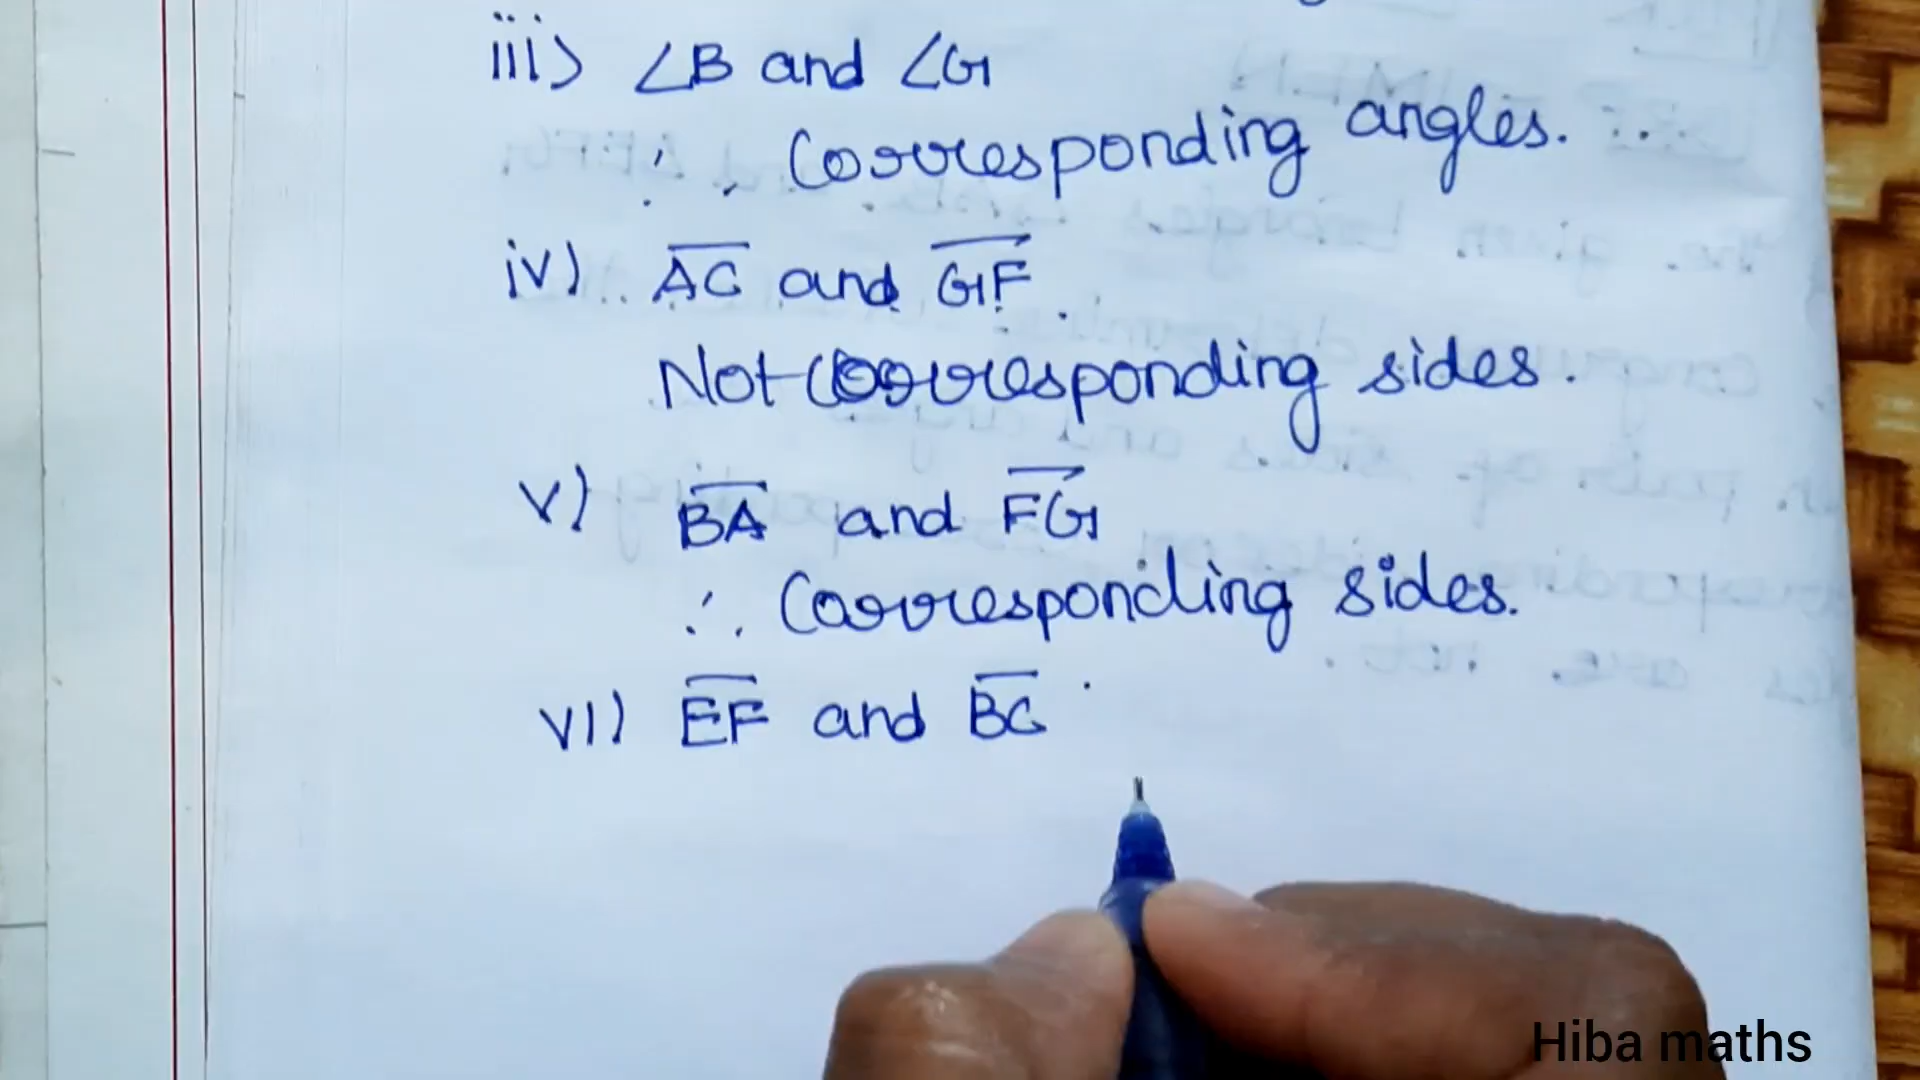 iii) ∠B and ∠G
∴ Corresponding angles.
iv) AC and GF
Not Corresponding sides.
v) BA and FG
∴ Corresponding sides.
vi) EF and BC
Hiba maths